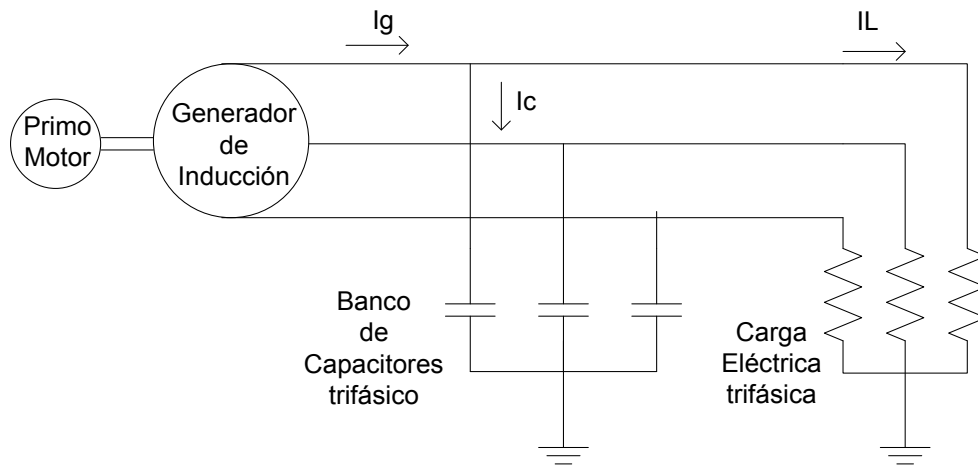 Ig
IL
Ic
Primo
Motor
Generador
de
Inducción
Banco
de
Capacitores
trifásico
Carga
Eléctrica
trifásica